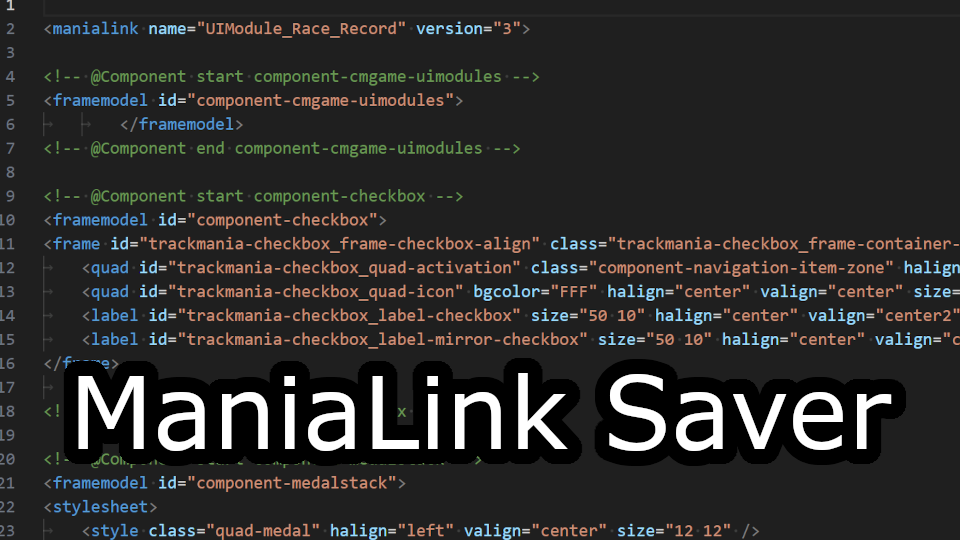 1
2 <manialink name="UIModule_Race_Record" version="3">
3
4 <!-- @Component start component-cmgame-uimodules -->
5 <framemodel id="component-cmgame-uimodules">
6 </framemodel>
7 <!-- @Component end component-cmgame-uimodules -->
8
9 <!-- @Component start component-checkbox -->
10 <framemodel id="component-checkbox">
11 <frame id="trackmania-checkbox_frame-checkbox-align" class="trackmania-checkbox_frame-container-
12 <quad id="trackmania-checkbox_quad-activation" class="component-navigation-item-zone" halign
13 <quad id="trackmania-checkbox_quad-icon" bgcolor="FFF" halign="center" valign="center" size=
14 <label id="trackmania-checkbox_label-checkbox" size="50 10" halign="center" valign="center2"
15 <label id="trackmania-checkbox_label-mirror-checkbox" size="50 10" halign="center" valign="c
16 </frame>
17
ManiaLink Saver
18 <!
19
20 <!--
21 <framemodel id="component-medalstack">
22 <stylesheet>
23 <style class="quad-medal" halign="left" valign="center" size="12 12" />